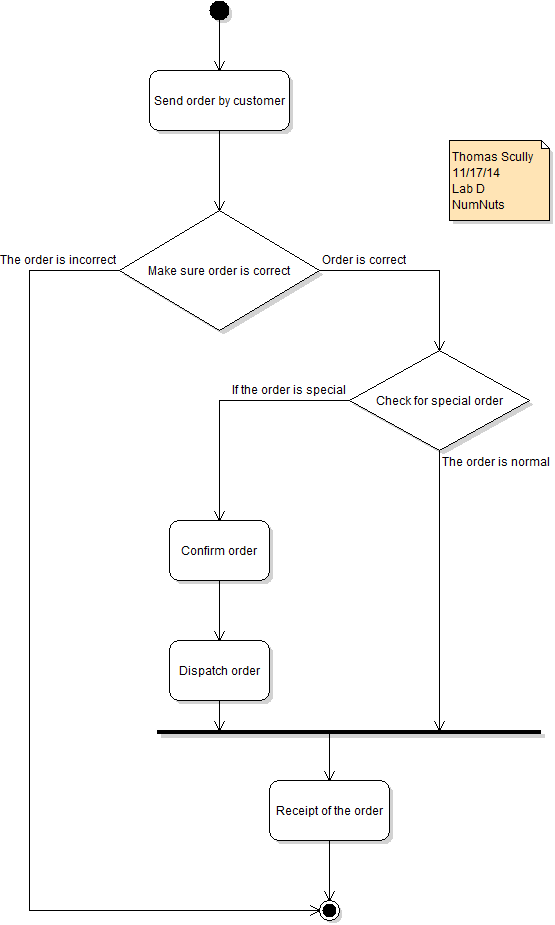 Send order by customer
Thomas Scully
11/17/14
Lab D
NumNuts
The order is incorrect
Make sure order is correct
Order is correct
If the order is special
Check for special order
The order is normal
Confirm order
Dispatch order
Receipt of the order